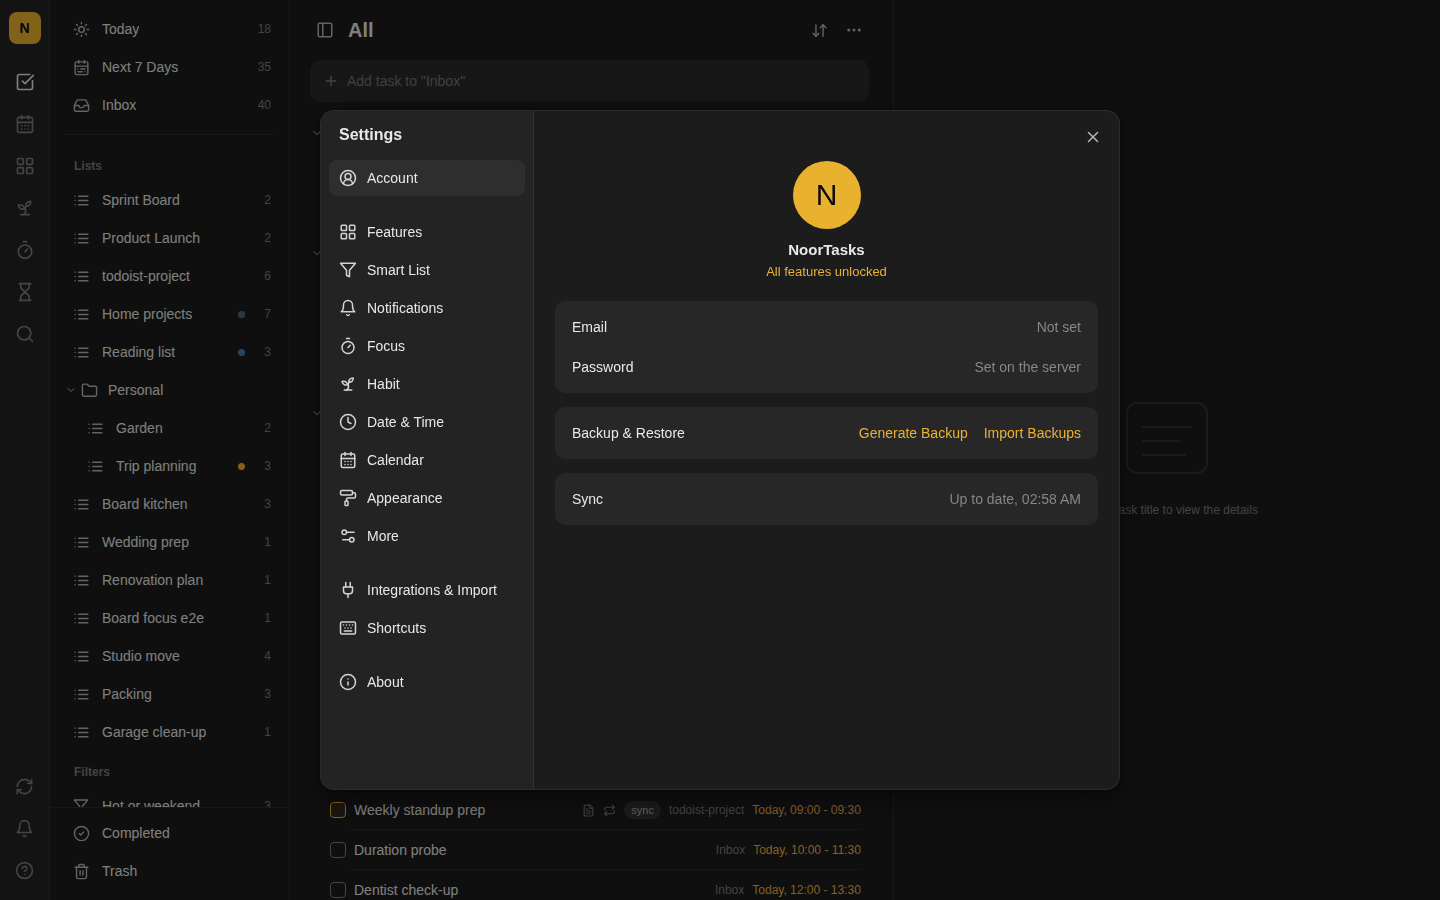 N
Today 18
Next 7 Days 35
Inbox 40
Lists
Sprint Board 2
Product Launch 2
todoist-project 6
Home projects 7
Reading list 3
Personal
Garden 2
Trip planning 3
Board kitchen 3
Wedding prep 1
Renovation plan 1
Board focus e2e 1
Studio move 4
Packing 3
Garage clean-up 1
Filters
Hot or weekend 3
Completed
Trash
All
Add task to "Inbox"
Settings
Account
Features
Smart List
Notifications
Focus
Habit
Date & Time
Calendar
Appearance
More
Integrations & Import
Shortcuts
About
N
NoorTasks
All features unlocked
Email Not set
Password Set on the server
Backup & Restore Generate Backup Import Backups
Sync Up to date, 02:58 AM
title to view the details
Weekly standup prep sync todoist-project Today, 09:00 - 09:30
Duration probe Inbox Today, 10:00 - 11:30
Dentist check-up Inbox Today, 12:00 - 13:30